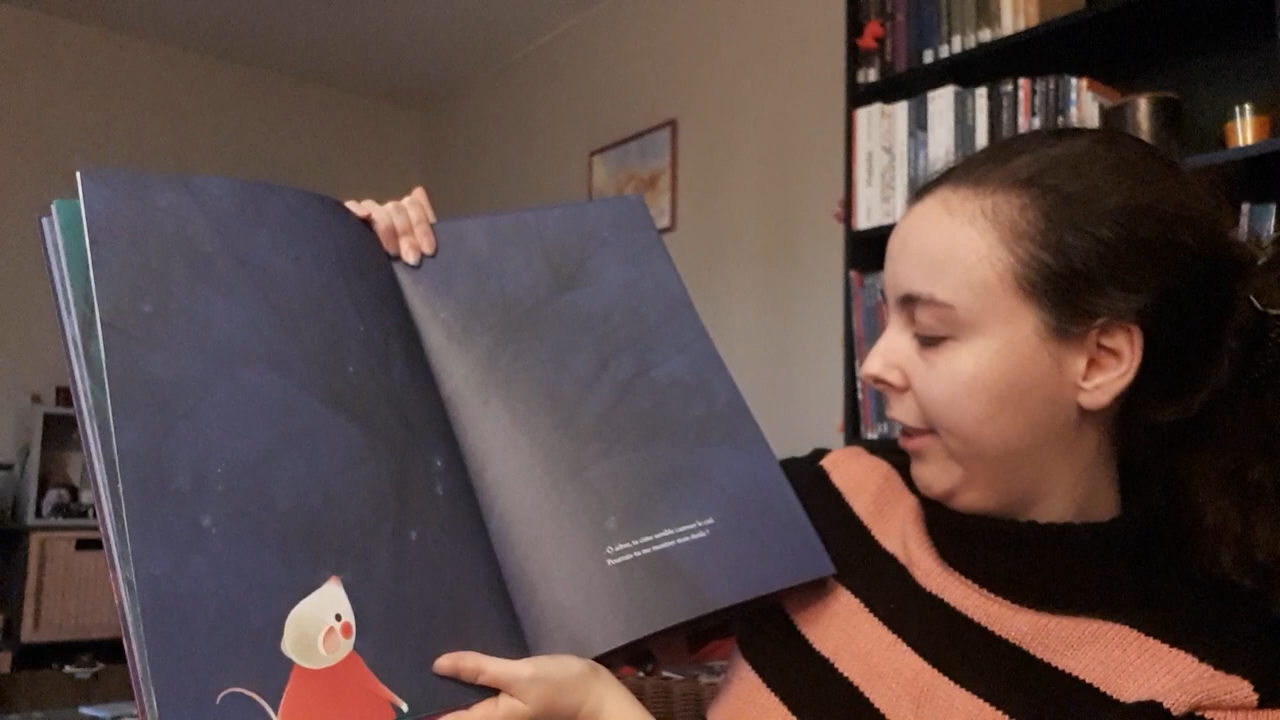 Ô arbre, ta cime semble caresser le ciel.
Pourrais-tu me montrer mon étoile ?